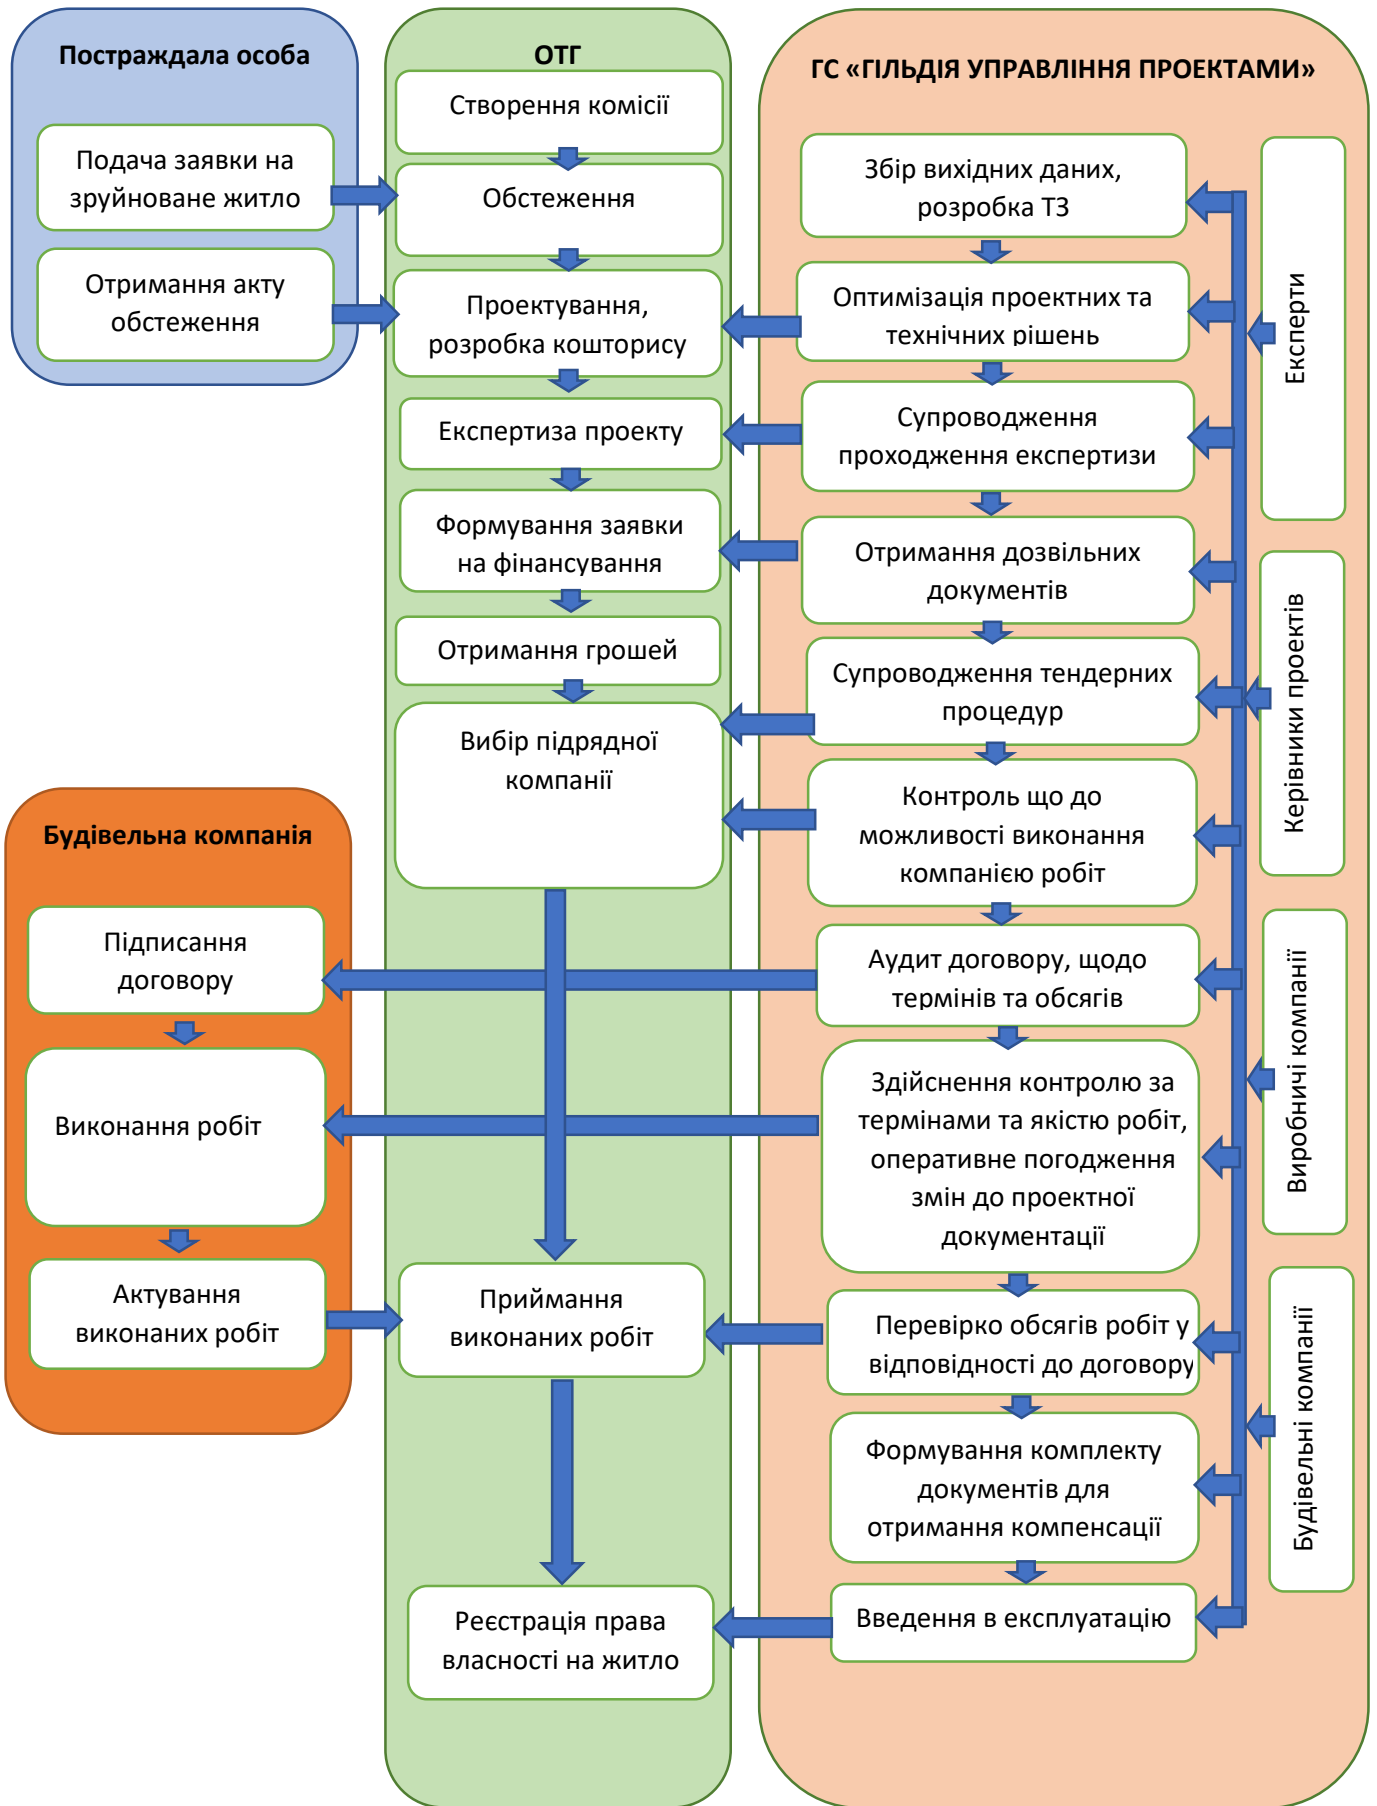 Постраждала особа
Подача заявки на
зруйноване житло
Отримання акту
обстеження
ОТГ
Створення комісії
Обстеження
Проектування,
розробка кошторису
Експертиза проекту
Формування заявки
на фінансування
Отримання грошей
Вибір підрядної
компанії
Приймання
виконаних робіт
Реєстрація права
власності на житло
Будівельна компанія
Підписання
договору
Виконання робіт
Актування
виконаних робіт
ГС «ГІЛЬДІЯ УПРАВЛІННЯ ПРОЕКТАМИ»
Збір вихідних даних,
розробка ТЗ
Оптимізація проектних та
технічних рішень
Супроводження
проходження експертизи
Отримання дозвільних
документів
Супроводження тендерних
процедур
Контроль що до
можливості виконання
компанією робіт
Аудит договору, щодо
термінів та обсягів
Здійснення контролю за
термінами та якістю робіт,
оперативне погодження
змін до проектної
документації
Перевірко обсягів робіт у
відповідності до договору
Формування комплекту
документів для
отримання компенсації
Введення в експлуатацію
Експерти
Керівники проектів
Виробничі компанії
Будівельні компанії